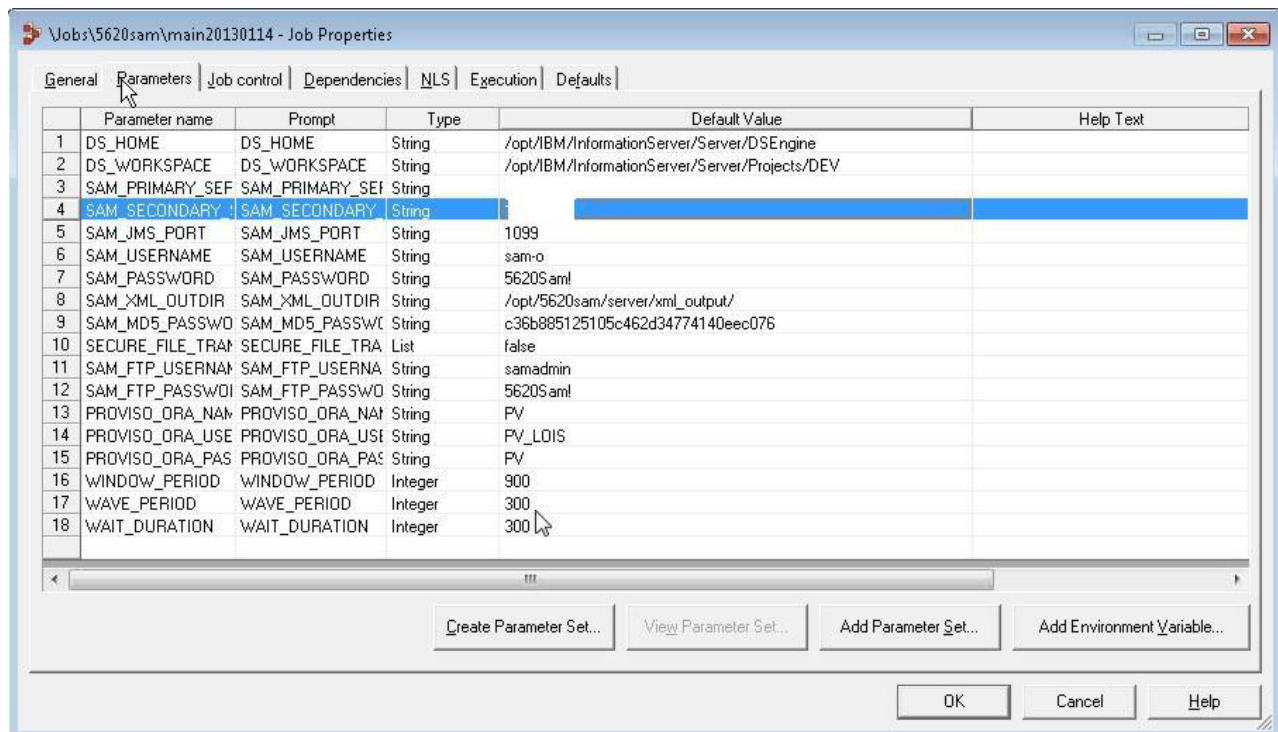 \Jobs\5620sam\main20130114 - Job Properties
General Parameters Job control Dependencies NLS Execution Defaults
Parameter name Prompt Type Default Value Help Text
1 DS_HOME DS_HOME String /opt/IBM/InformationServer/Server/DSEngine
2 DS_WORKSPACE DS_WORKSPACE String /opt/IBM/InformationServer/Server/Projects/DEV
3 SAM_PRIMARY_SEF SAM_PRIMARY_SEF String
4 SAM_SECONDARY_ SAM_SECONDARY_ String
5 SAM_JMS_PORT SAM_JMS_PORT String 1099
6 SAM_USERNAME SAM_USERNAME String sam-o
7 SAM_PASSWORD SAM_PASSWORD String 5620Sam!
8 SAM_XML_OUTDIR SAM_XML_OUTDIR String /opt/5620sam/server/xml_output/
9 SAM_MD5_PASSWO SAM_MD5_PASSW( String c36b885125105c462d34774140eec076
10 SECURE_FILE_TRAN SECURE_FILE_TRA List false
11 SAM_FTP_USERNAM SAM_FTP_USERNA String samadmin
12 SAM_FTP_PASSWOI SAM_FTP_PASSWO String 5620Sam!
13 PROVISO_ORA_NAM PROVISO_ORA_NAM String PV
14 PROVISO_ORA_USE PROVISO_ORA_USE String PV_LOIS
15 PROVISO_ORA_PAS PROVISO_ORA_PAS String PV
16 WINDOW_PERIOD WINDOW_PERIOD Integer 900
17 WAVE_PERIOD WAVE_PERIOD Integer 300
18 WAIT_DURATION WAIT_DURATION Integer 300
Create Parameter Set... View Parameter Set... Add Parameter Set... Add Environment Variable...
OK Cancel Help